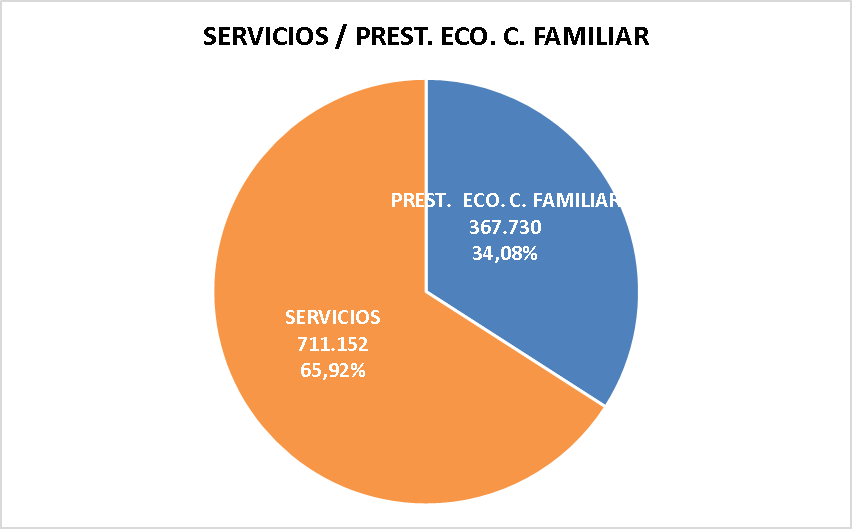 SERVICIOS / PREST. ECO. C. FAMILIAR
PREST. ECO. C. FAMILIAR
367.730
34,08%
SERVICIOS
711.152
65,92%